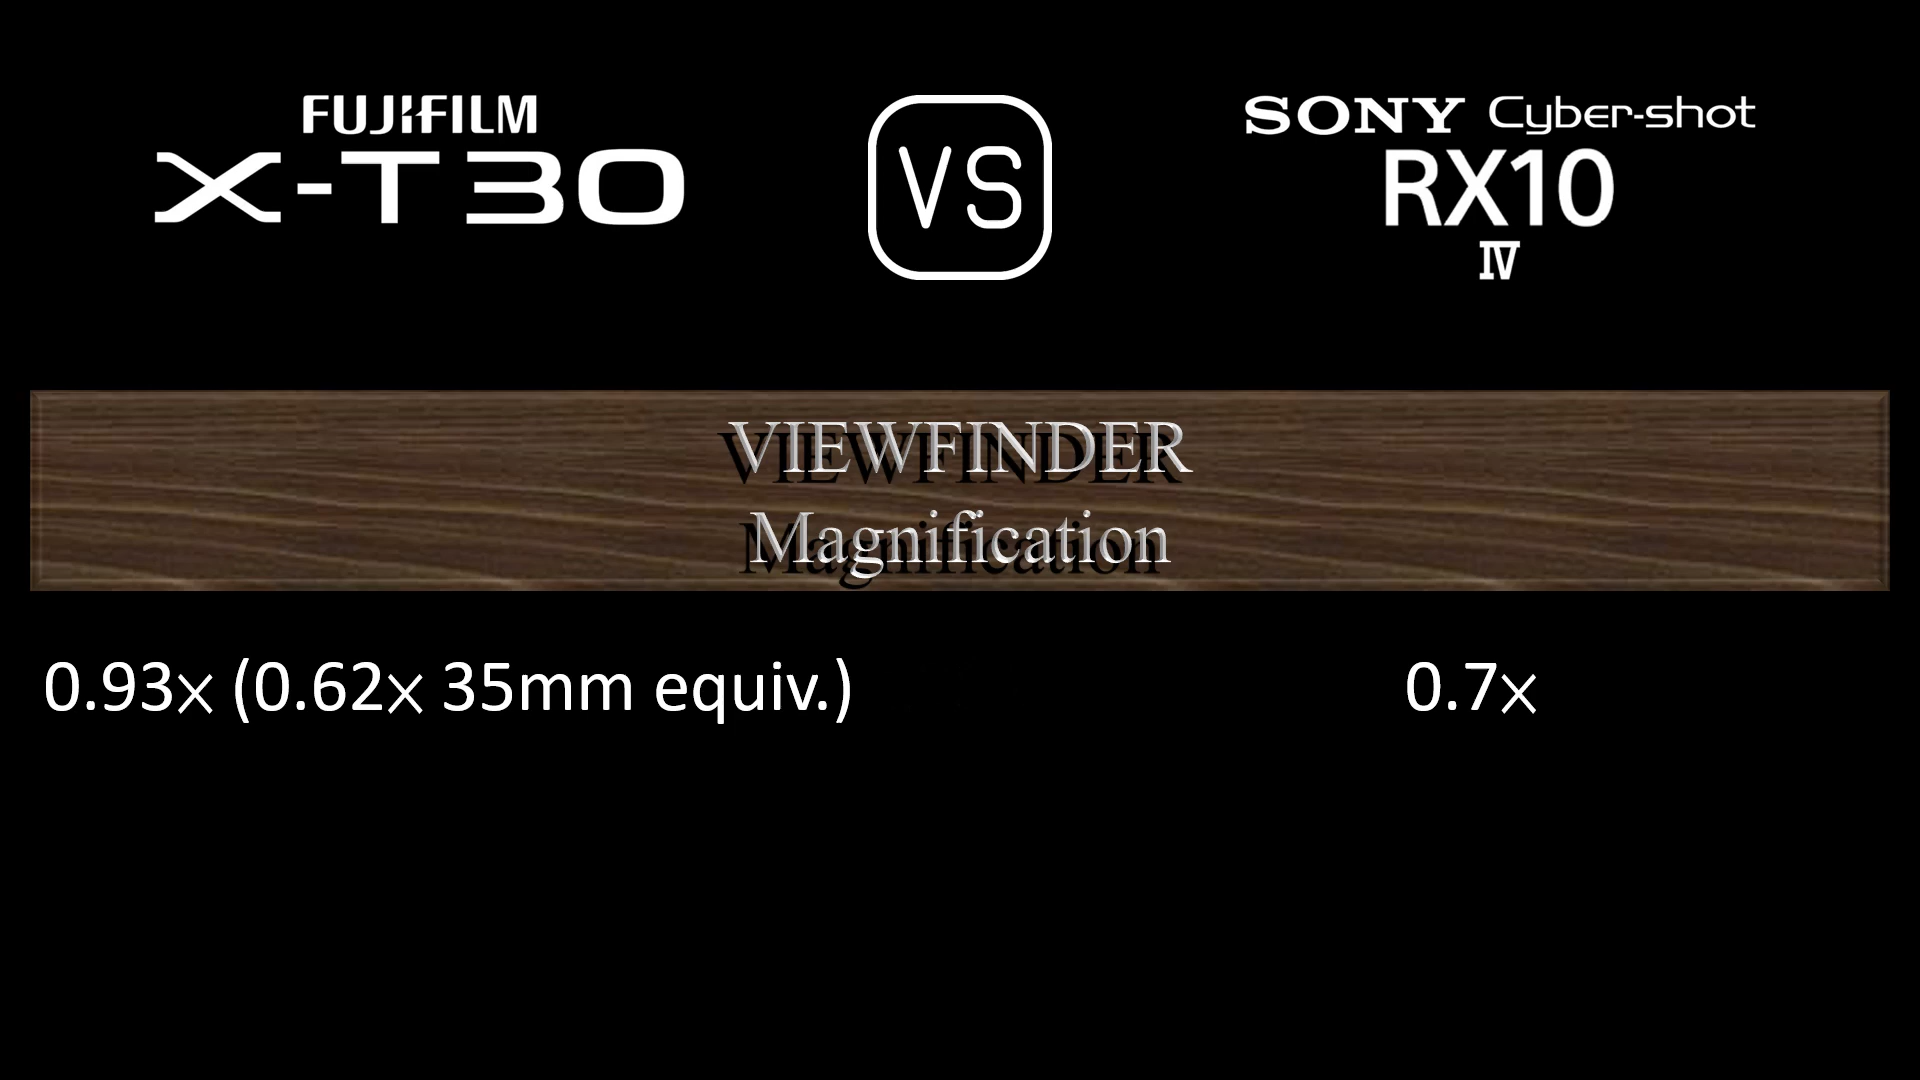 FUJIFILM
X-T30
VS
SONY Cyber-shot
RX10
IV
VIEWFINDER
Magnification
0.93x (0.62x 35mm equiv.)
0.7x